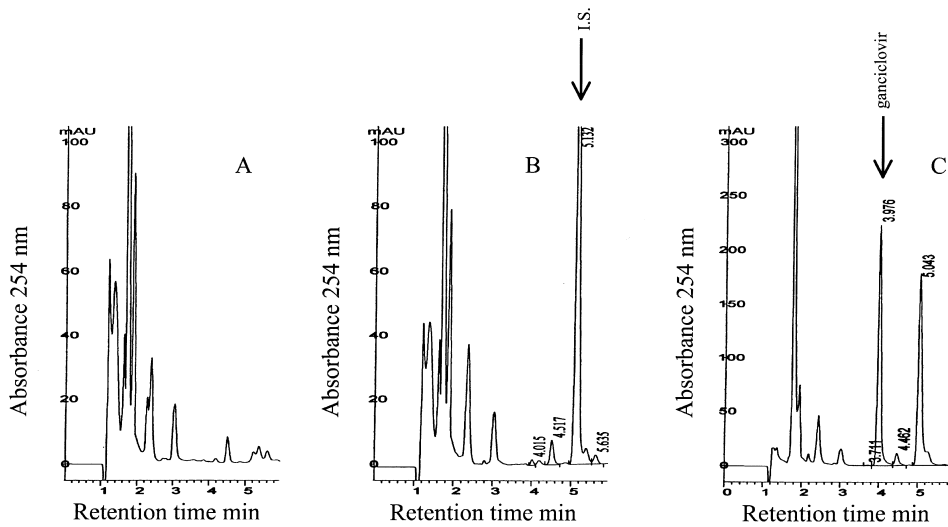 I.S.
ganciclovir
mAU
100
80
60
40
20
0
1 2 3 4 5
A
Absorbance 254 nm
Retention time min
mAU
100
80
60
40
20
0
1 2 3 4 5
B
4.015
4.517
5.132
5.635
Absorbance 254 nm
Retention time min
mAU
300
250
200
150
100
50
0
0 1 2 3 4 5
C
3.711
3.976
4.462
5.043
Absorbance 254 nm
Retention time min